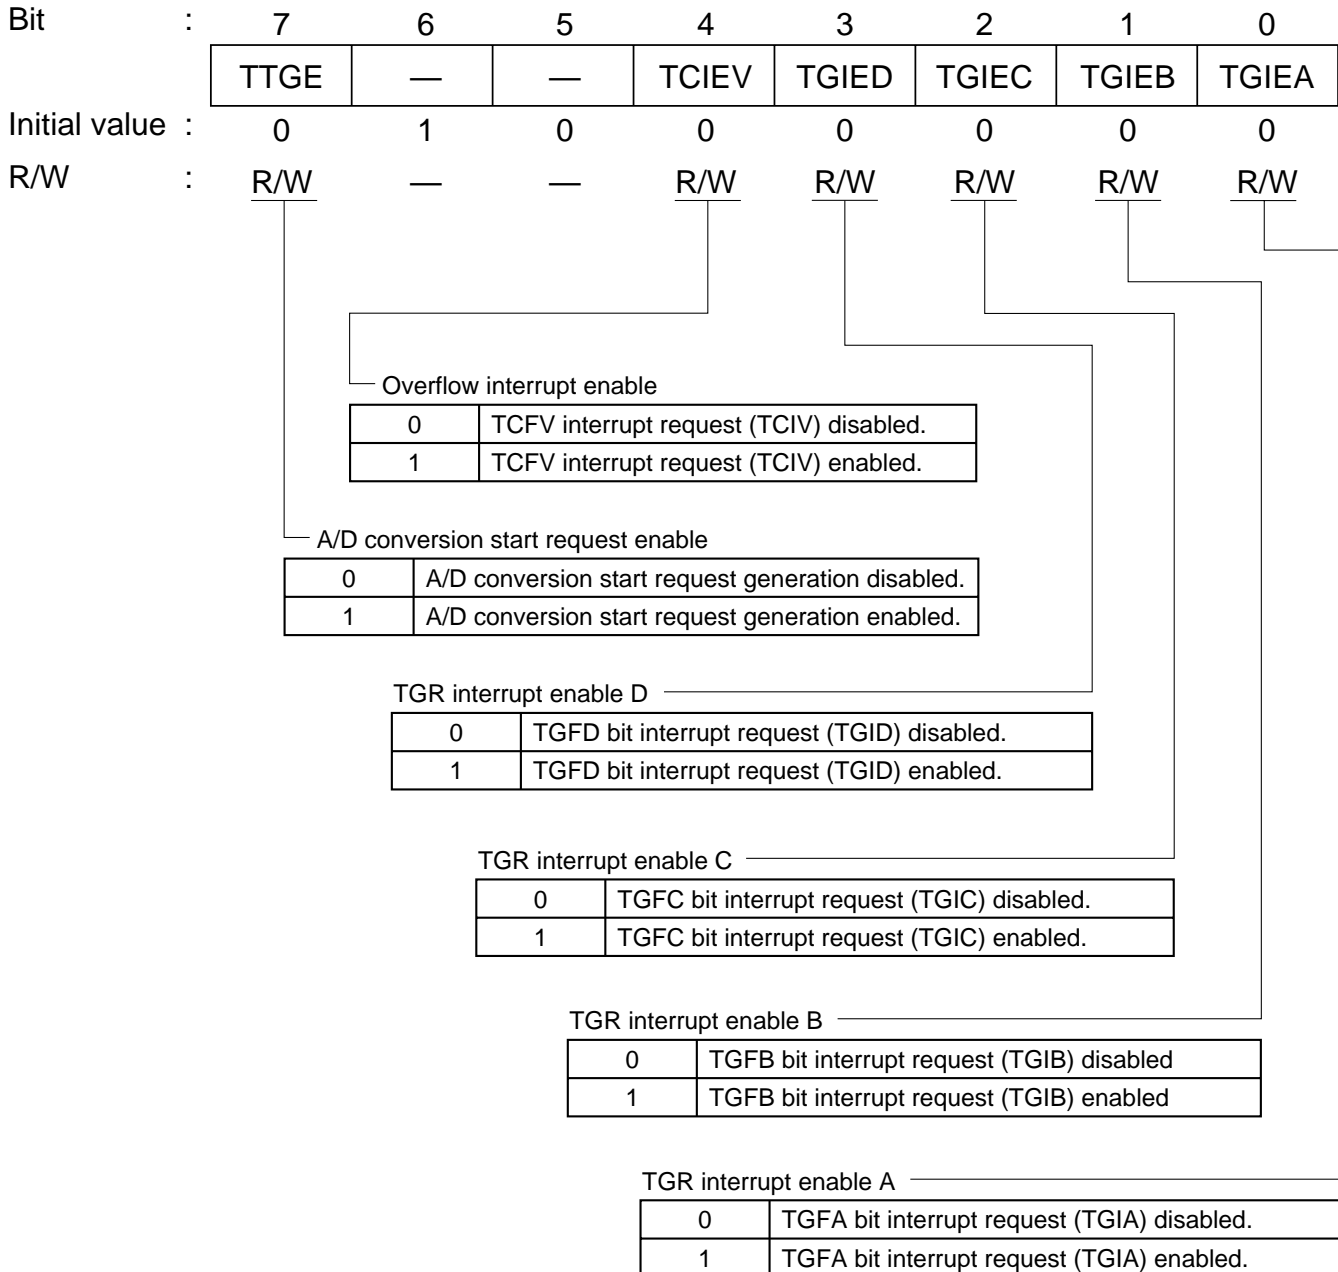 Bit : 7 6 5 4 3 2 1 0
TTGE — — TCIEV TGIED TGIEC TGIEB TGIEA
Initial value : 0 1 0 0 0 0 0 0
R/W : R/W — — R/W R/W R/W R/W R/W
Overflow interrupt enable
0 TCFV interrupt request (TCIV) disabled.
1 TCFV interrupt request (TCIV) enabled.
A/D conversion start request enable
0 A/D conversion start request generation disabled.
1 A/D conversion start request generation enabled.
TGR interrupt enable D
0 TGFD bit interrupt request (TGID) disabled.
1 TGFD bit interrupt request (TGID) enabled.
TGR interrupt enable C
0 TGFC bit interrupt request (TGIC) disabled.
1 TGFC bit interrupt request (TGIC) enabled.
TGR interrupt enable B
0 TGFB bit interrupt request (TGIB) disabled
1 TGFB bit interrupt request (TGIB) enabled
TGR interrupt enable A
0 TGFA bit interrupt request (TGIA) disabled.
1 TGFA bit interrupt request (TGIA) enabled.